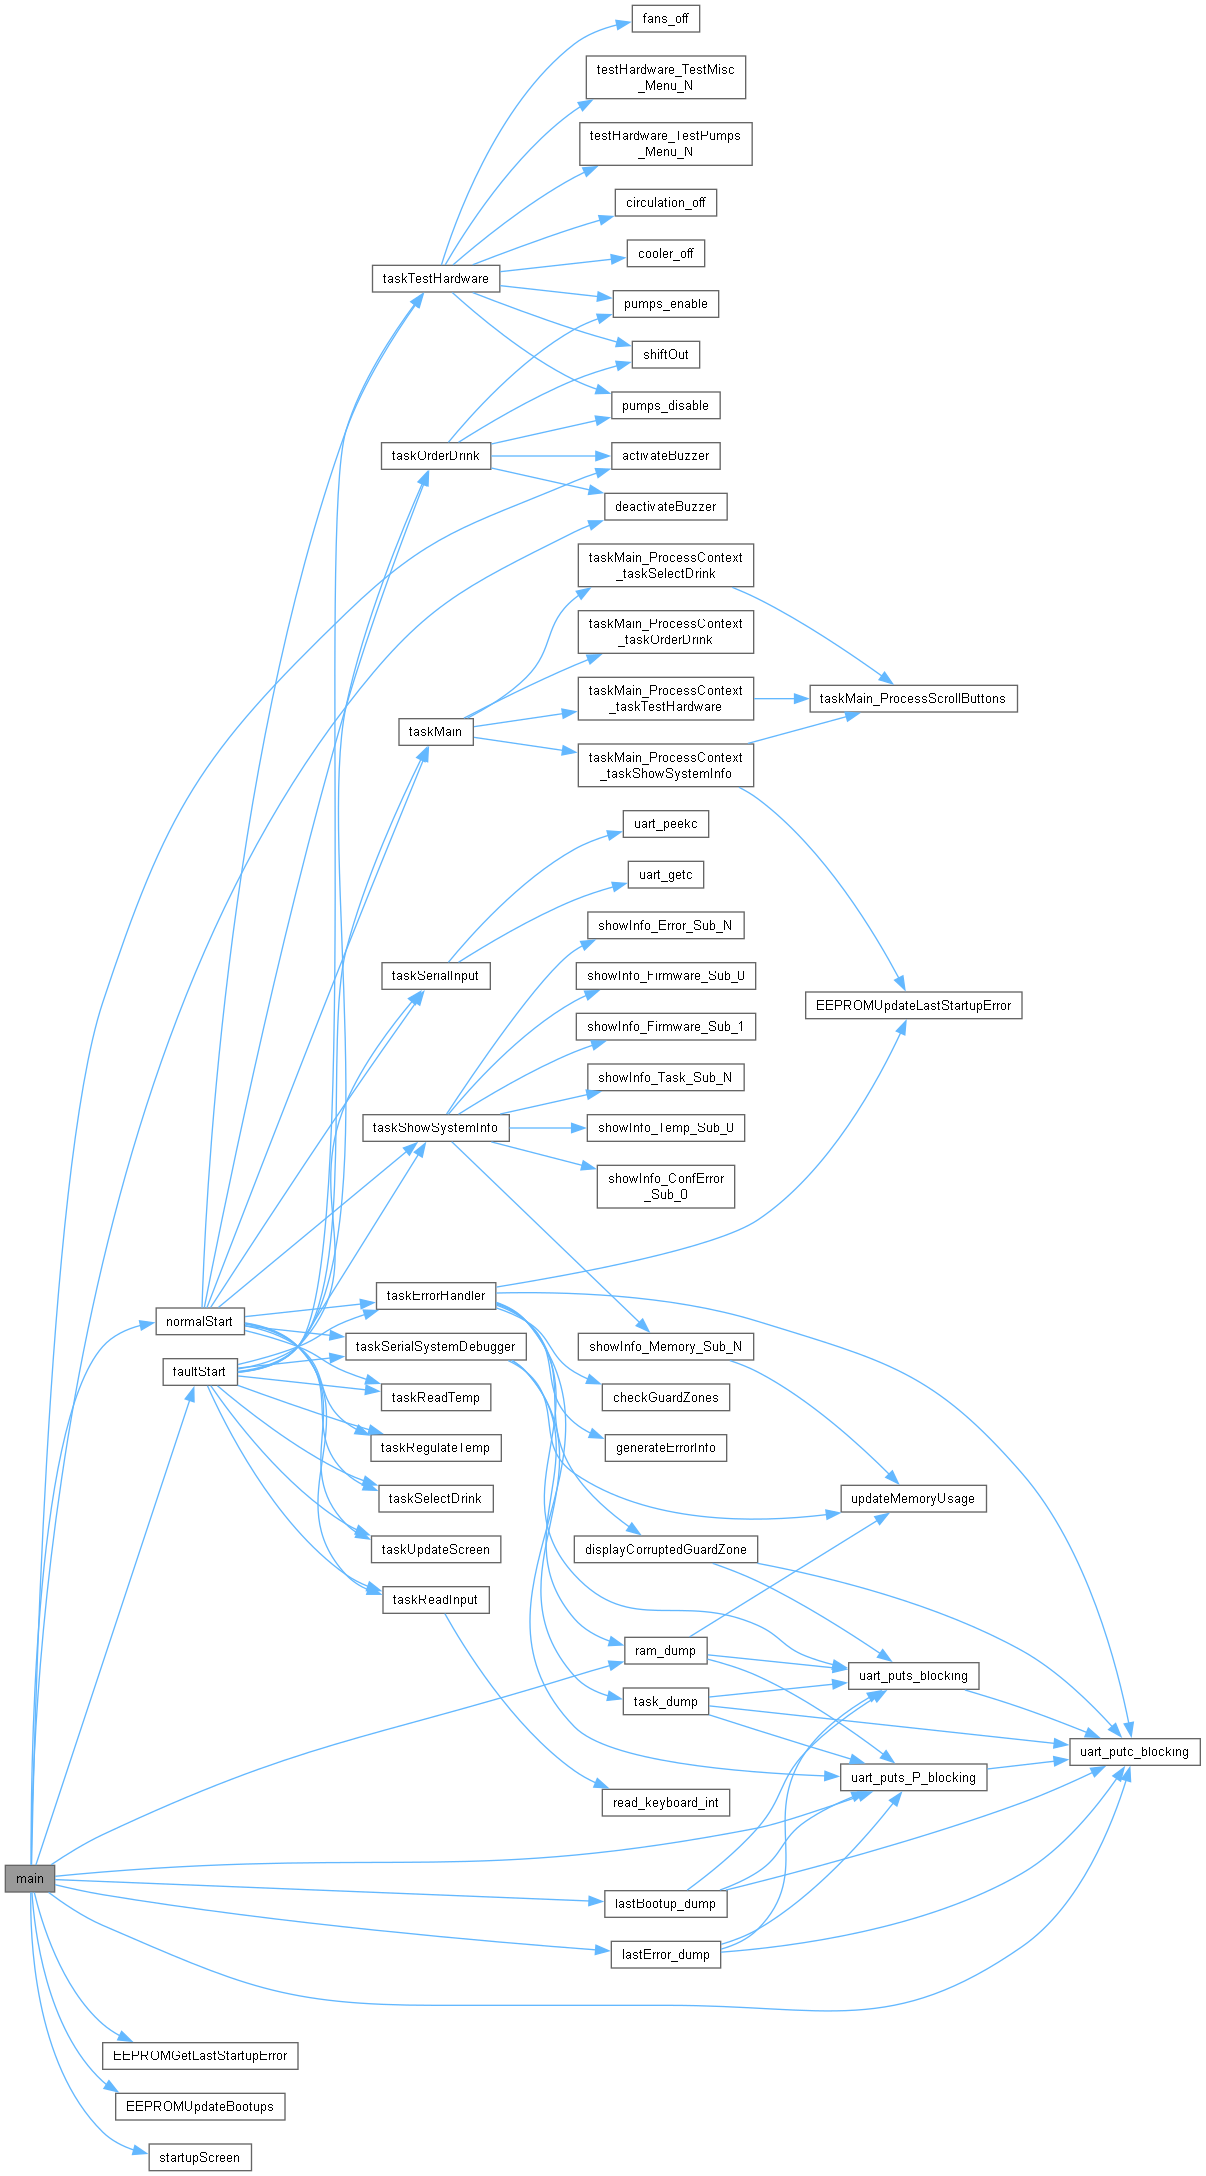 fans_off
testHardware_TestMisc
_Menu_N
testHardware_TestPumps
_Menu_N
circulation_off
cooler_off
taskTestHardware
pumps_enable
shiftOut
pumps_disable
taskOrderDrink
activateBuzzer
deactivateBuzzer
taskMain_ProcessContext
_taskSelectDrink
taskMain_ProcessContext
_taskOrderDrink
taskMain_ProcessContext
_taskTestHardware
taskMain_ProcessScrollButtons
taskMain
taskMain_ProcessContext
_taskShowSystemInfo
uart_peekc
uart_getc
showInfo_Error_Sub_N
taskSerialInput
showInfo_Firmware_Sub_0
EEPROMUpdateLastStartupError
showInfo_Firmware_Sub_1
showInfo_Task_Sub_N
taskShowSystemInfo
showInfo_Temp_Sub_0
showInfo_ConfError
_Sub_0
taskErrorHandler
normalStart
taskSerialSystemDebugger
showInfo_Memory_Sub_N
faultStart
taskReadTemp
checkGuardZones
taskRegulateTemp
generateErrorInfo
taskSelectDrink
updateMemoryUsage
taskUpdateScreen
displayCorruptedGuardZone
taskReadInput
ram_dump
uart_puts_blocking
task_dump
uart_putc_blocking
uart_puts_P_blocking
read_keyboard_int
main
lastBootup_dump
lastError_dump
EEPROMGetLastStartupError
EEPROMUpdateBootups
startupScreen